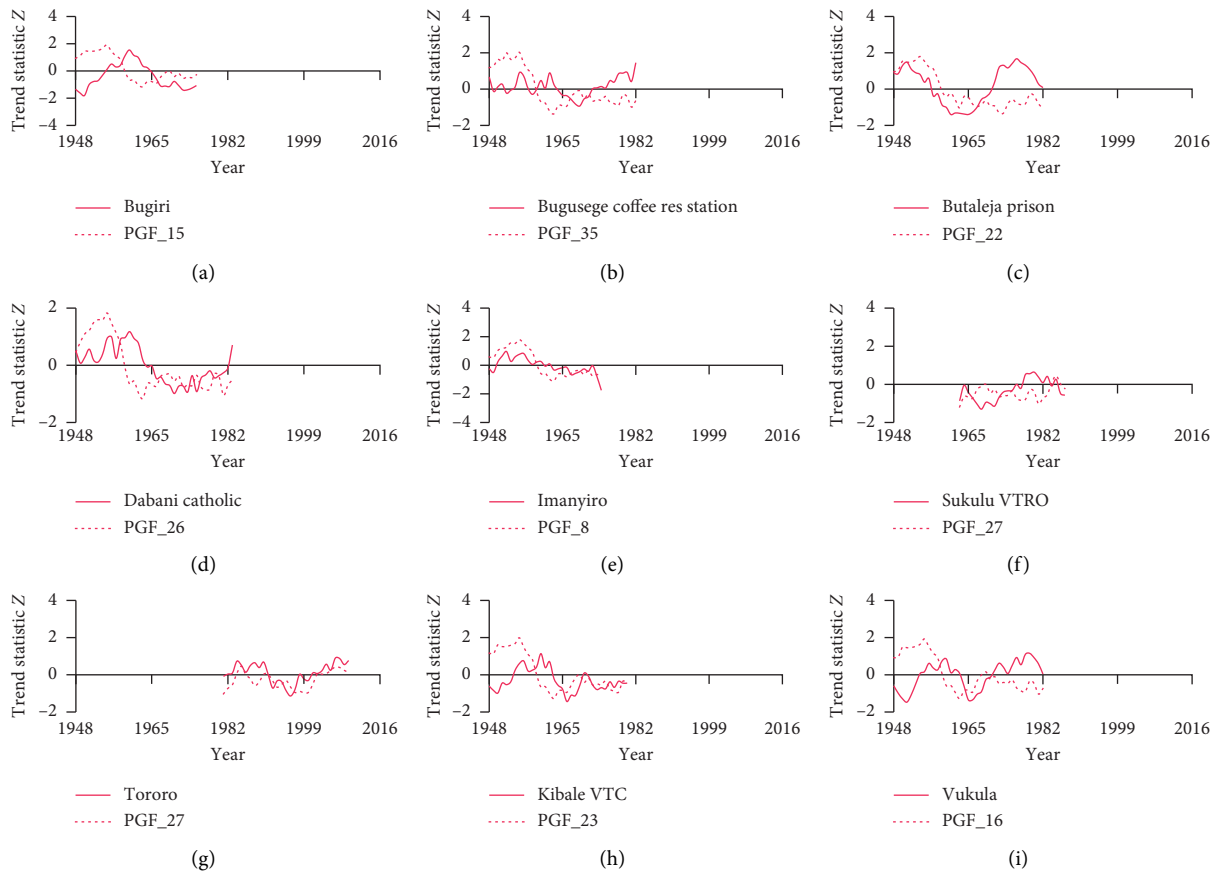 Trend statistic Z
4
2
0
−2
−4
1948 1965 1982 1999 2016
Year
Bugiri
PGF_15
(a)
Trend statistic Z
4
2
0
−2
1948 1965 1982 1999 2016
Year
Bugusege coffee res station
PGF_35
(b)
Trend statistic Z
4
2
0
−2
1948 1965 1982 1999 2016
Year
Butaleja prison
PGF_22
(c)
Trend statistic Z
2
0
−2
1948 1965 1982 1999 2016
Year
Dabani catholic
PGF_26
(d)
Trend statistic Z
4
2
0
−2
−4
1948 1965 1982 1999 2016
Year
Imanyiro
PGF_8
(e)
Trend statistic Z
4
2
0
−2
1948 1965 1982 1999 2016
Year
Sukulu VTRO
PGF_27
(f)
Trend statistic Z
4
2
0
−2
1948 1965 1982 1999 2016
Year
Tororo
PGF_27
(g)
Trend statistic Z
4
2
0
−2
1948 1965 1982 1999 2016
Year
Kibale VTC
PGF_23
(h)
Trend statistic Z
4
2
0
−2
1948 1965 1982 1999 2016
Year
Vukula
PGF_16
(i)